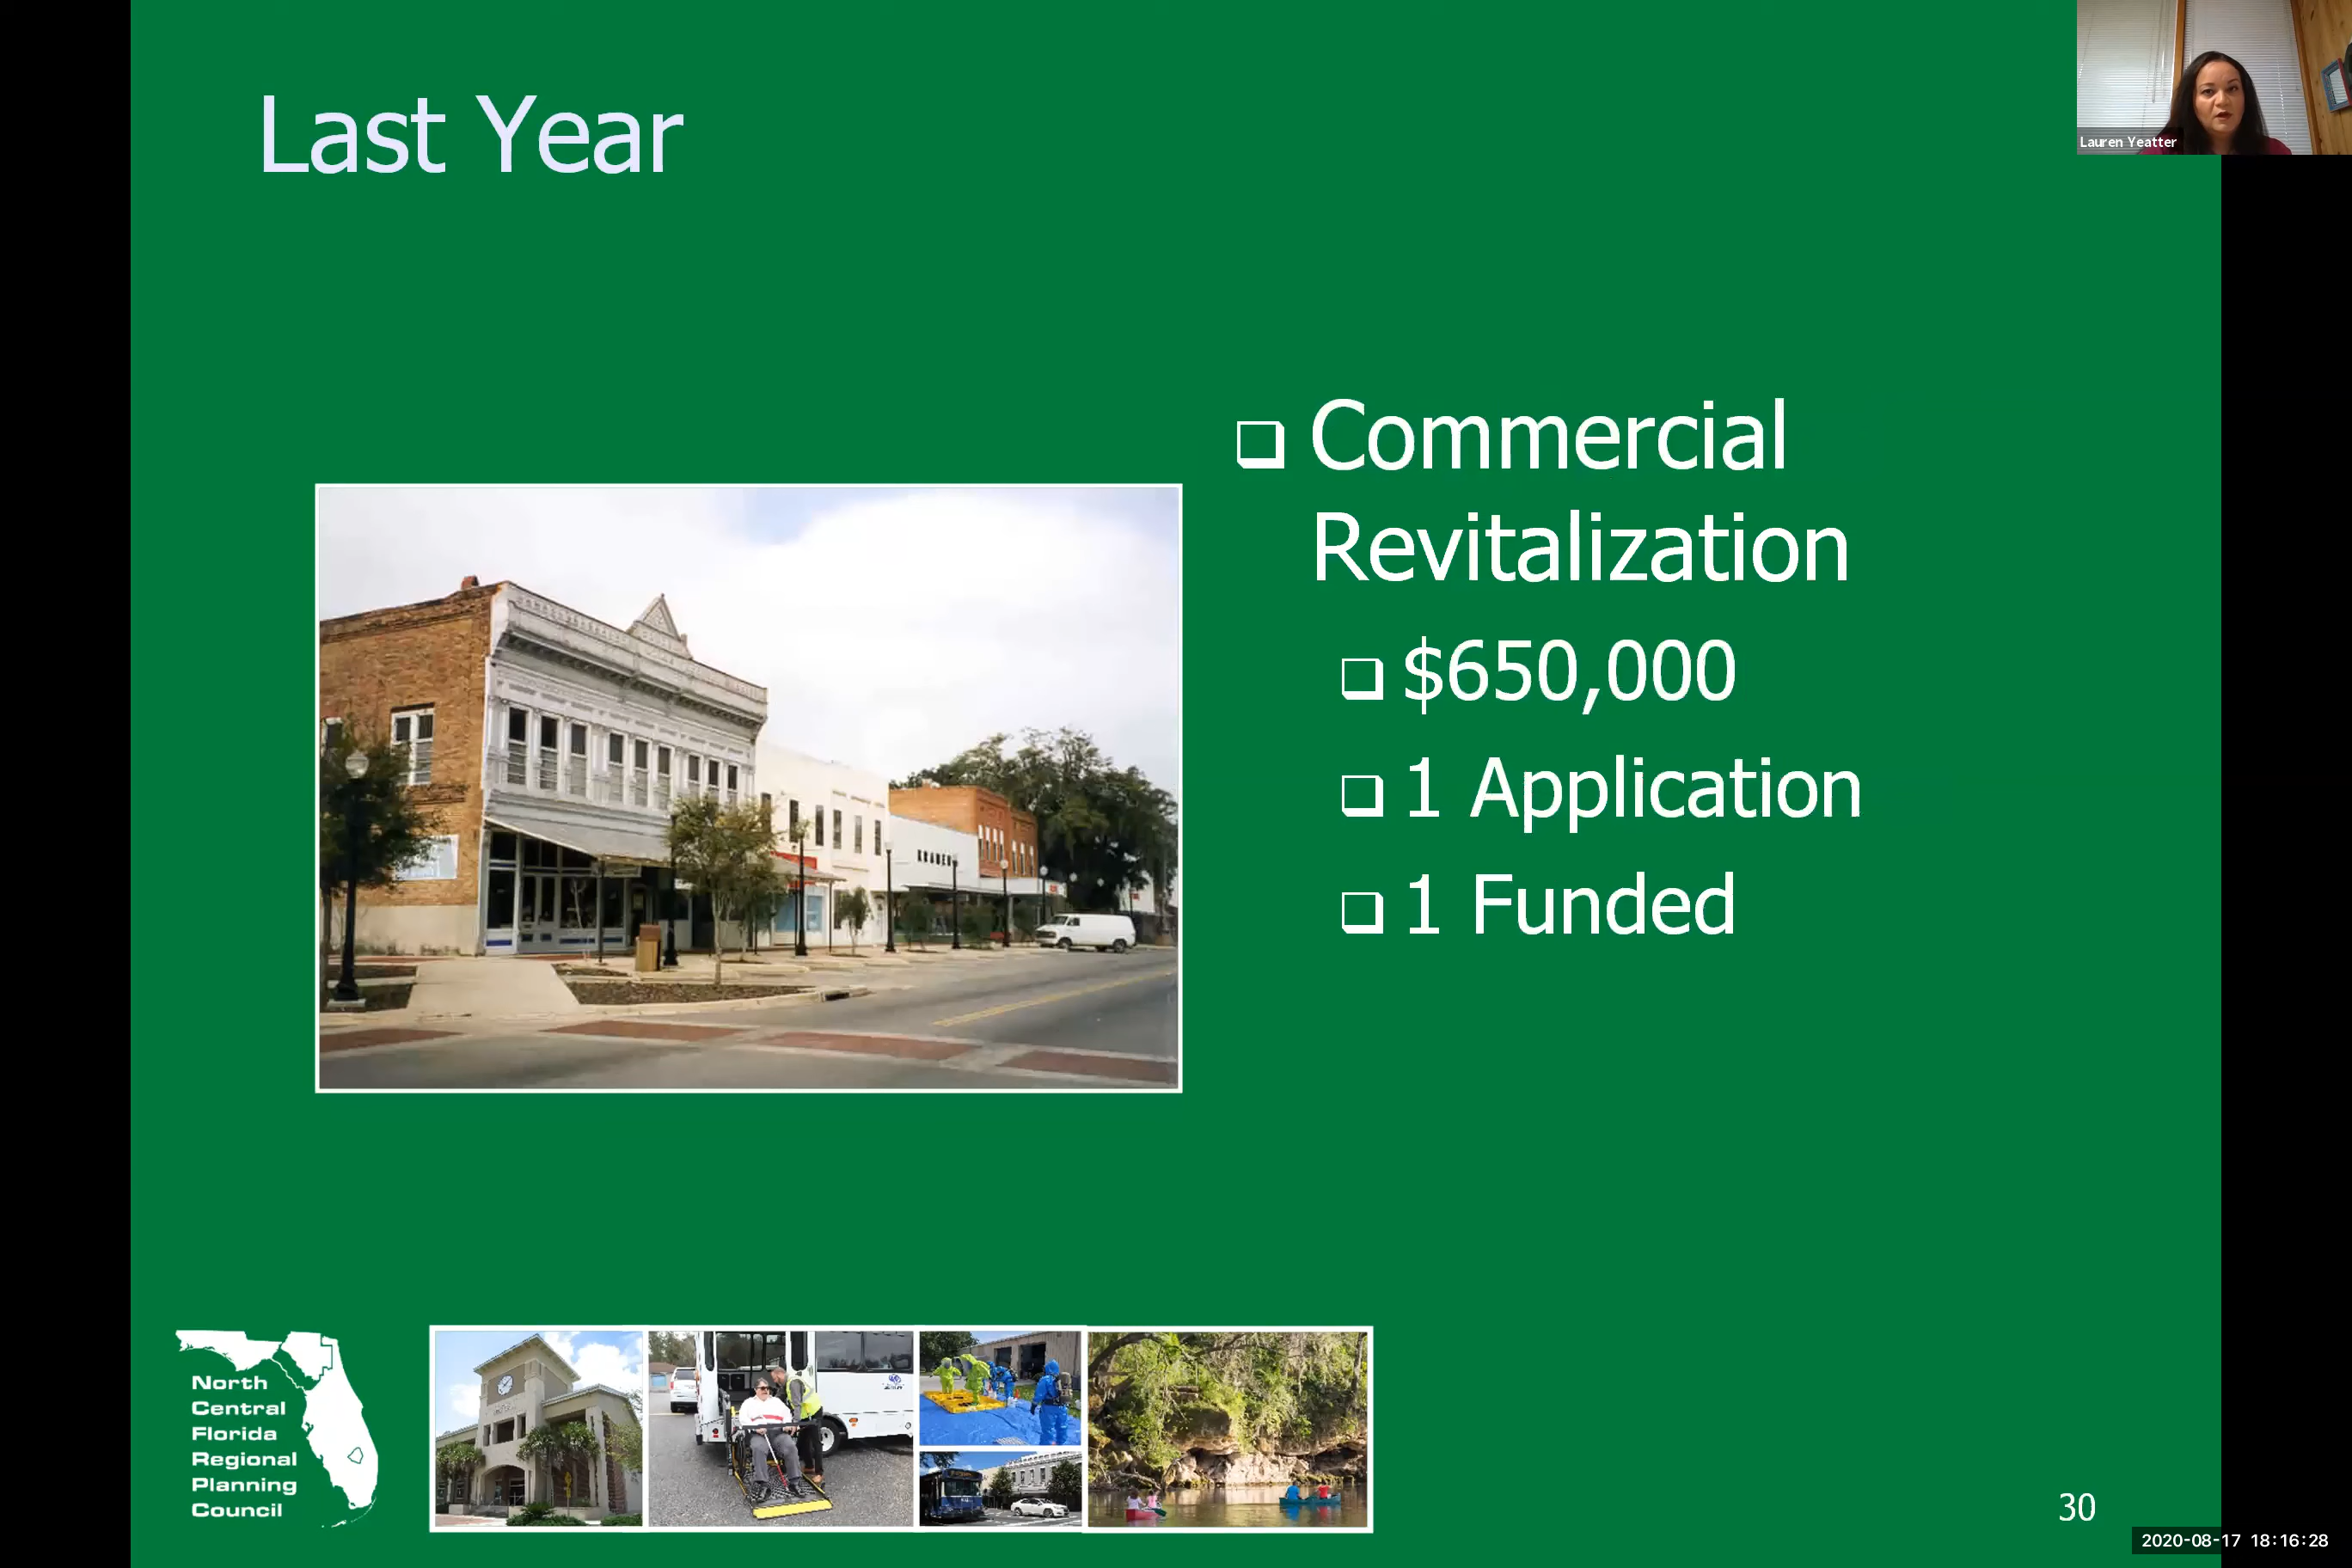 Last Year
Lauren Yeatter
Commercial
Revitalization
$650,000
1 Application
1 Funded
KRAMER
North
Central
Florida
Regional
Planning
Council
30
2020-08-17 18:16:28